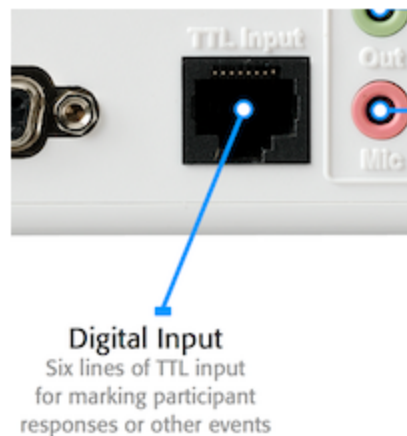 TTL Input
Out
Mic
Digital Input
Six lines of TTL input
for marking participant
responses or other events